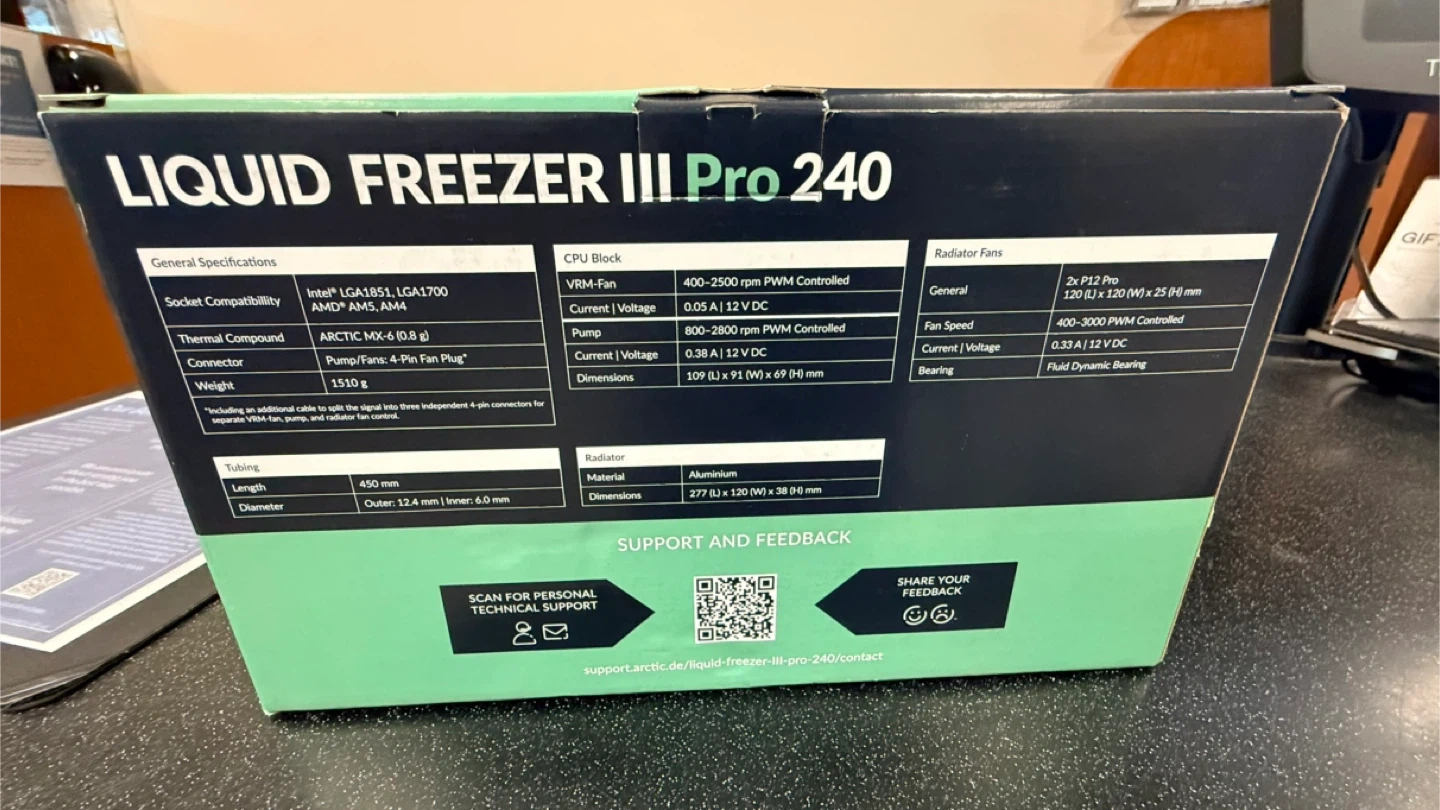 LIQUID FREEZER III Pro 240
General Specifications
Socket Compatibillity
Intel® LGA1851, LGA1700
AMD® AM5, AM4
Thermal Compound
ARCTIC MX-6 (0.8 g)
Connector
Pump/Fans: 4-Pin Fan Plug*
Weight
1510 g
*Including an additional cable to split the signal into three independent 4-pin connectors for
separate VRM-fan, pump, and radiator fan control.
CPU Block
VRM-Fan
400–2500 rpm PWM Controlled
Current | Voltage
0.05 A | 12 V DC
Pump
800–2800 rpm PWM Controlled
Current | Voltage
0.38 A | 12 V DC
Dimensions
109 (L) x 91 (W) x 69 (H) mm
Radiator Fans
General
2x P12 Pro
120 (L) x 120 (W) x 25 (H) mm
Fan Speed
400–3000 PWM Controlled
Current | Voltage
0.33 A | 12 V DC
Bearing
Fluid Dynamic Bearing
Tubing
Length
450 mm
Diameter
Outer: 12.4 mm | Inner: 6.0 mm
Radiator
Material
Aluminium
Dimensions
277 (L) x 120 (W) x 38 (H) mm
SUPPORT AND FEEDBACK
SCAN FOR PERSONAL
TECHNICAL SUPPORT
SHARE YOUR
FEEDBACK
support.arctic.de/liquid-freezer-III-pro-240/contact
GIF